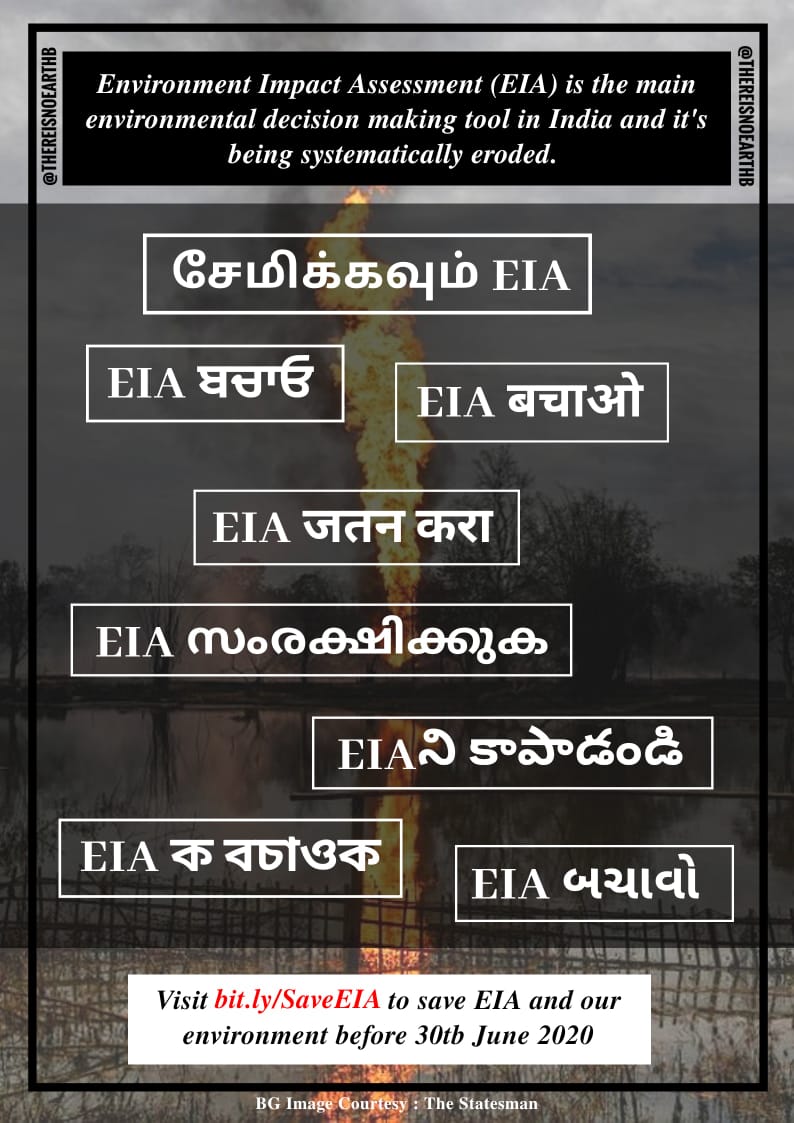 @THEREISNOEARTHB
@THEREISNOEARTHB
Environment Impact Assessment (EIA) is the main
environmental decision making tool in India and it's
being systematically eroded.
சேமிக்கவும் EIA
EIA ਬਚਾਓ
EIA बचाओ
EIA जतन करा
EIA സംരക്ഷിക്കുക
EIAని కాపాడండి
EIA ক বচাওক
EIA બચાવો
Visit bit.ly/SaveEIA to save EIA and our
environment before 30tb June 2020
BG Image Courtesy : The Statesman